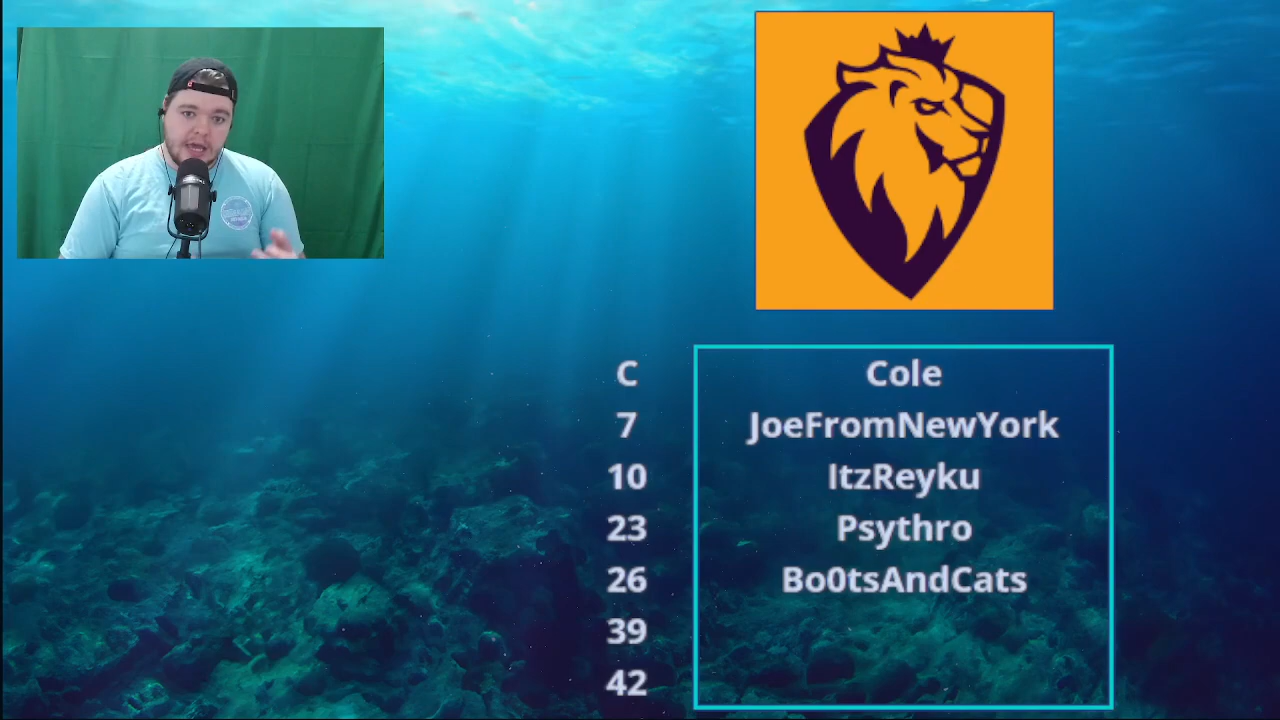 C Cole
7 JoeFromNewYork
10 ItzReyku
23 Psythro
26 Bo0tsAndCats
39
42